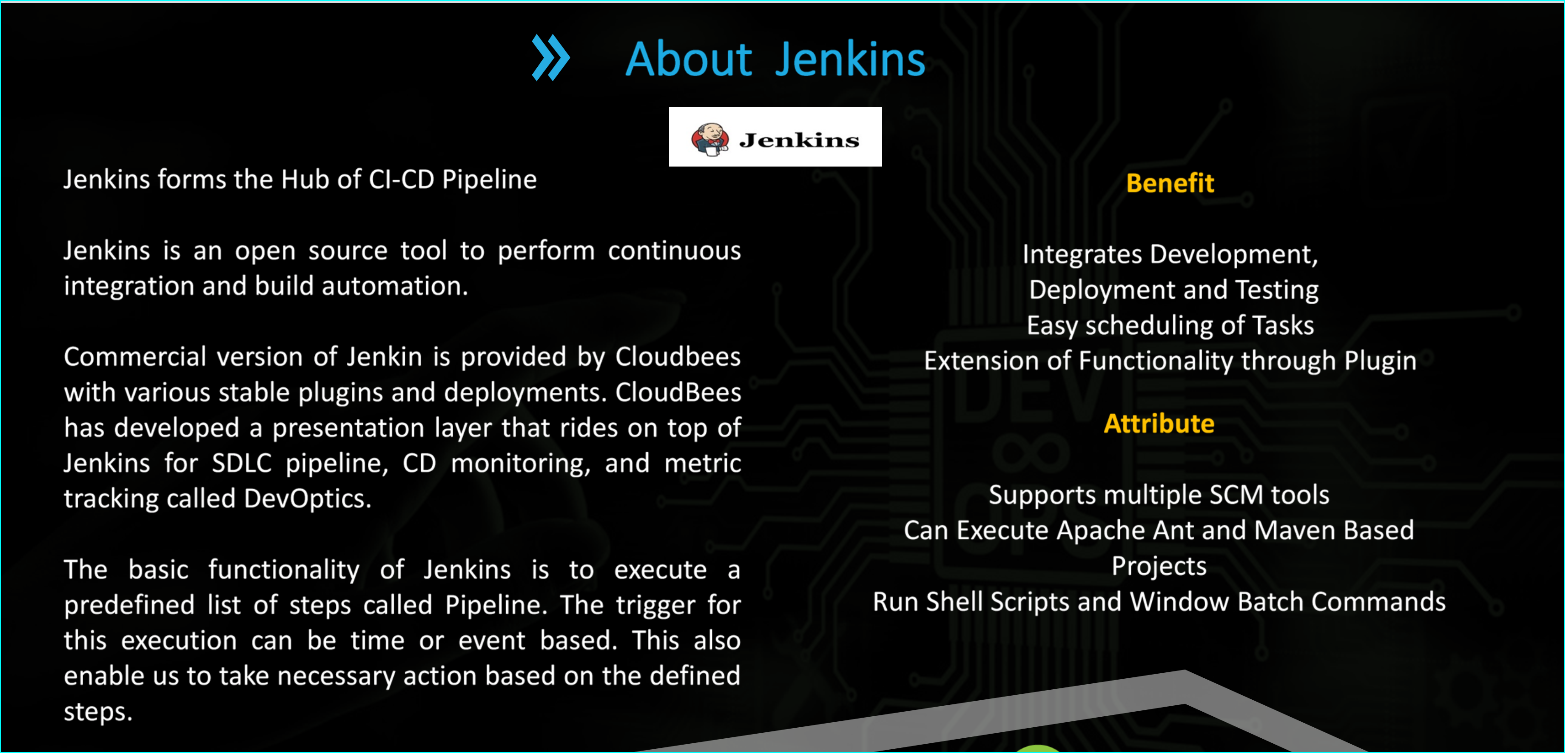 About Jenkins
Jenkins
Jenkins forms the Hub of CI-CD Pipeline
Jenkins is an open source tool to perform continuous
integration and build automation.
Commercial version of Jenkin is provided by Cloudbees
with various stable plugins and deployments. CloudBees
has developed a presentation layer that rides on top of
Jenkins for SDLC pipeline, CD monitoring, and metric
tracking called DevOptics.
The basic functionality of Jenkins is to execute a
predefined list of steps called Pipeline. The trigger for
this execution can be time or event based. This also
enable us to take necessary action based on the defined
steps.
Benefit
Integrates Development,
Deployment and Testing
Easy scheduling of Tasks
Extension of Functionality through Plugin
Attribute
Supports multiple SCM tools
Can Execute Apache Ant and Maven Based
Projects
Run Shell Scripts and Window Batch Commands
DEV
OPS